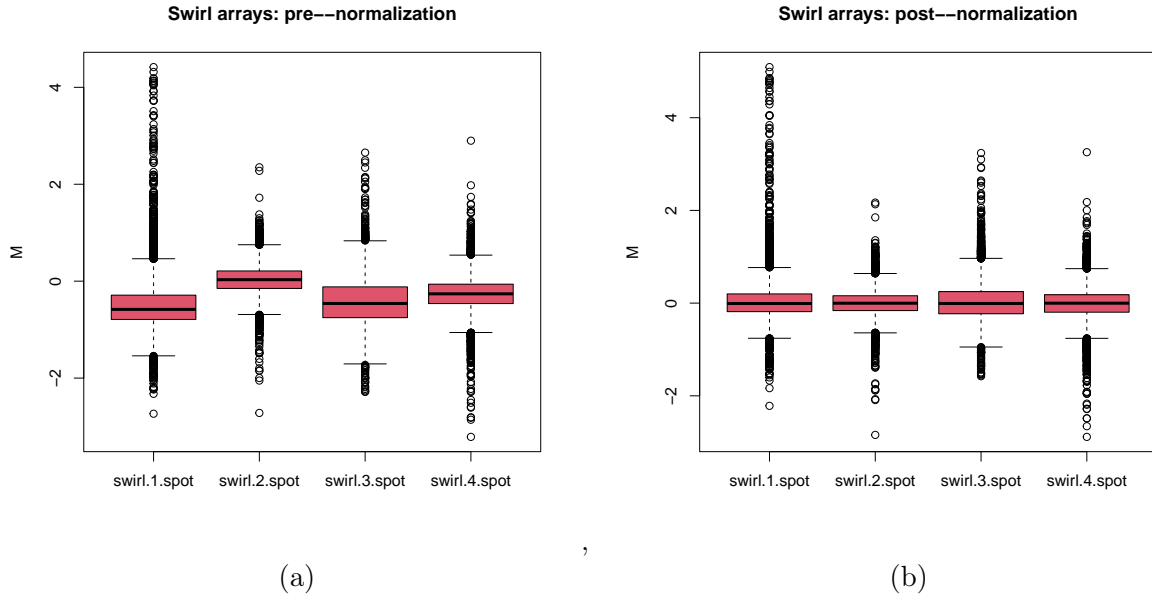 Swirl arrays: pre−−normalization
4
2
0
−2
M
swirl.1.spot swirl.2.spot swirl.3.spot swirl.4.spot
Swirl arrays: post−−normalization
4
2
0
−2
M
swirl.1.spot swirl.2.spot swirl.3.spot swirl.4.spot
,
(a) (b)